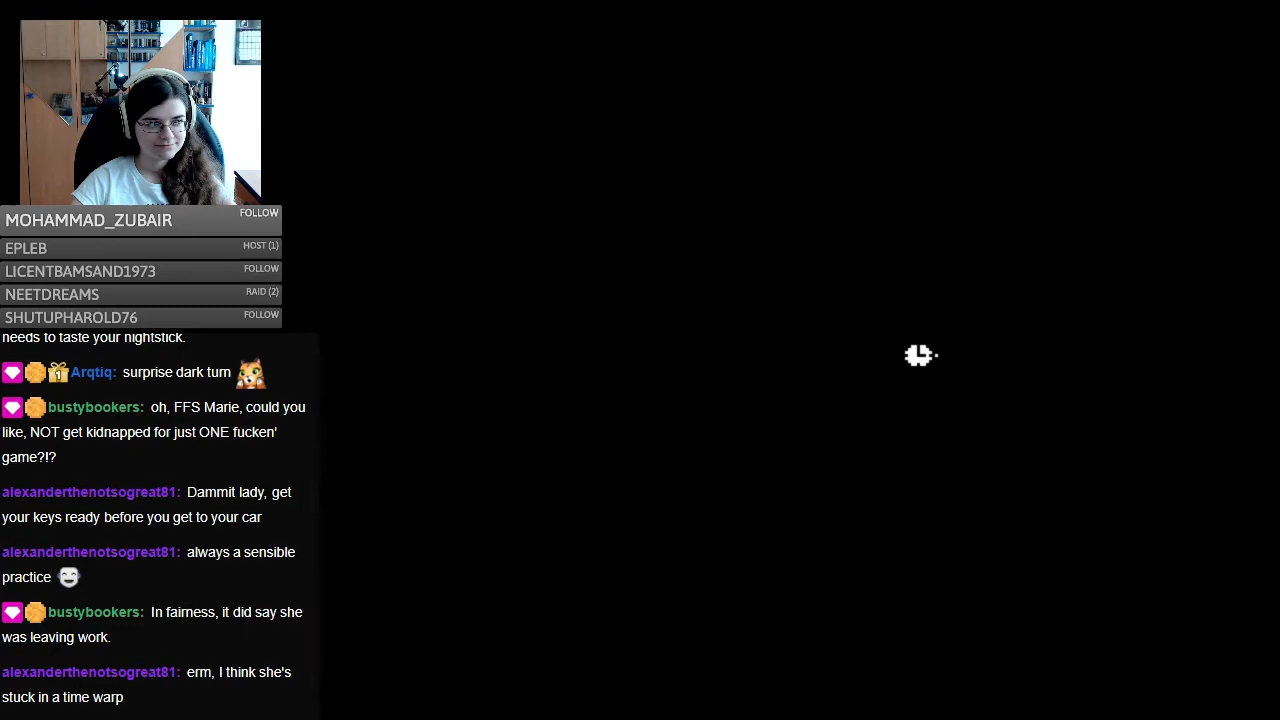 MOHAMMAD_ZUBAIR FOLLOW
EPLEB HOST (1)
LICENTBAMSAND1973 FOLLOW
NEETDREAMS RAID (2)
SHUTUPHAROLD76 FOLLOW
needs to taste your nightstick.
1 Arqtiq: surprise dark turn
bustybookers: oh, FFS Marie, could you
like, NOT get kidnapped for just ONE fucken'
game?!?
alexanderthenotsogreat81: Dammit lady, get
your keys ready before you get to your car
alexanderthenotsogreat81: always a sensible
practice
bustybookers: In fairness, it did say she
was leaving work.
alexanderthenotsogreat81: erm, I think she's
stuck in a time warp